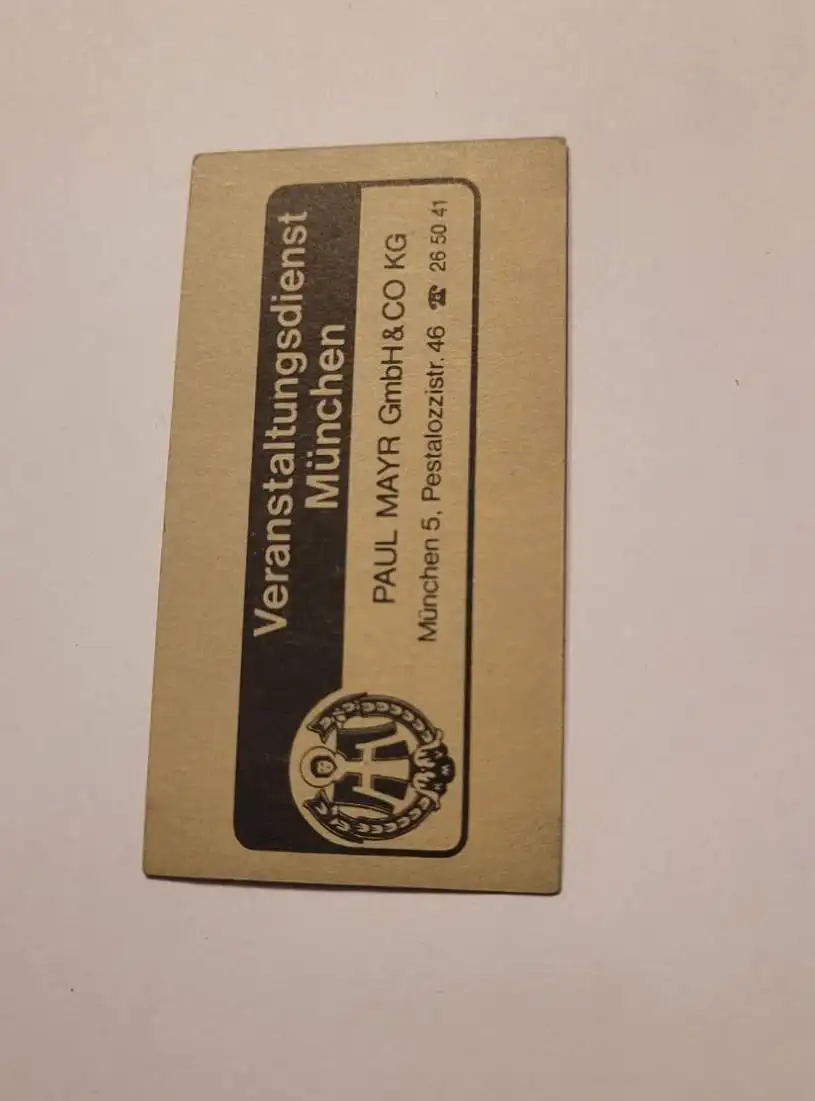 Veranstaltungsdienst
München
PAUL MAYR GmbH & CO KG
München 5, Pestalozzistr. 46 ☎ 26 50 41